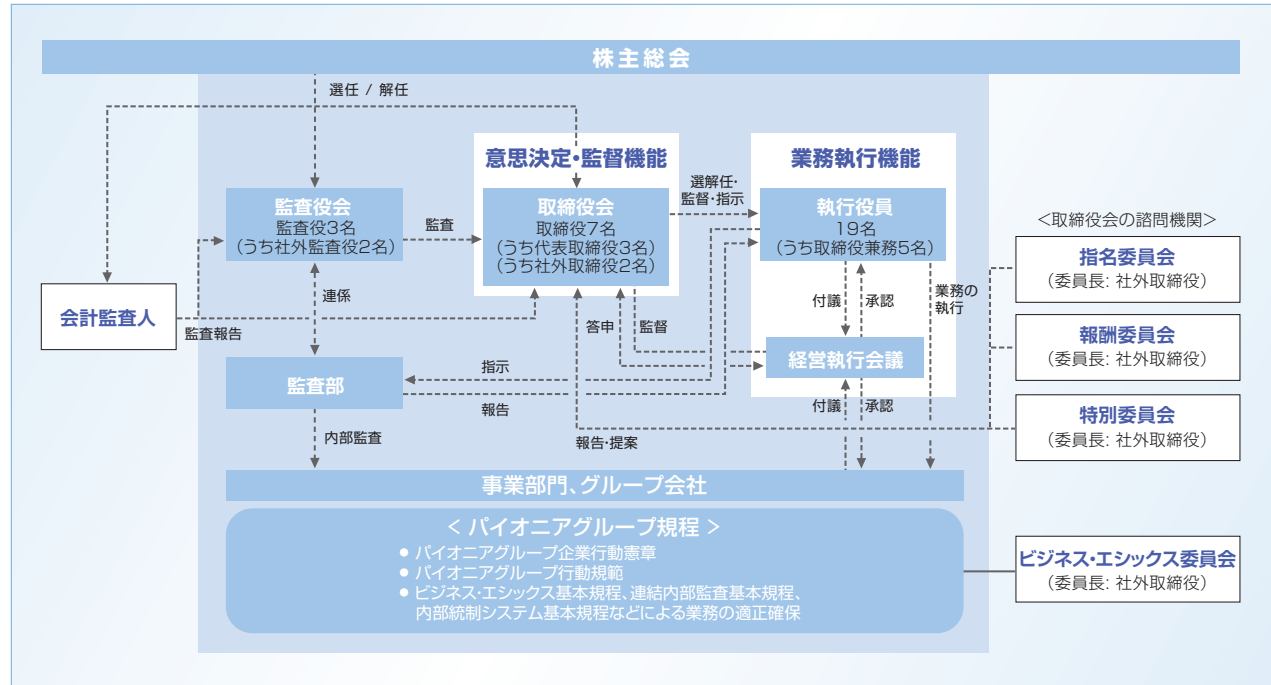 株主総会
選任 / 解任
意思決定・監督機能
業務執行機能
監査役会
監査役3名
(うち社外監査役2名)
監査
取締役会
取締役7名
(うち代表取締役3名)
(うち社外取締役2名)
選解任・
監督・指示
執行役員
19名
(うち取締役兼務5名)
<取締役会の諮問機関>
指名委員会
(委員長: 社外取締役)
会計監査人
監査報告
連係
答申
監督
付議
承認
業務の
執行
報酬委員会
(委員長: 社外取締役)
監査部
指示
報告
経営執行会議
付議
承認
特別委員会
(委員長: 社外取締役)
内部監査
報告・提案
事業部門、グループ会社
< パイオニアグループ規程 >
● パイオニアグループ企業行動憲章
● パイオニアグループ行動規範
● ビジネス・エシックス基本規程、連結内部監査基本規程、
内部統制システム基本規程などによる業務の適正確保
ビジネス・エシックス委員会
(委員長: 社外取締役)